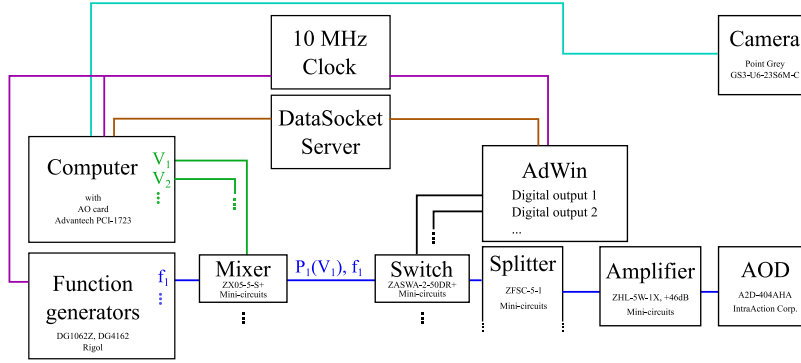 10 MHz
Clock
Camera
Point Grey
GS3-U6-23S6M-C
DataSocket
Server
Computer
with
AO card
Advantech PCI-1723
V1
V2
AdWin
Digital output 1
Digital output 2
...
Function
generators
DG1062Z, DG4162
Rigol
f1
Mixer
ZX05-5-S+
Mini-circuits
P1(V1), f1
Switch
ZASWA-2-50DR+
Mini-circuits
Splitter
ZFSC-5-1
Mini-circuits
Amplifier
ZHL-5W-1X, +46dB
Mini-circuits
AOD
A2D-404AHA
IntraAction Corp.